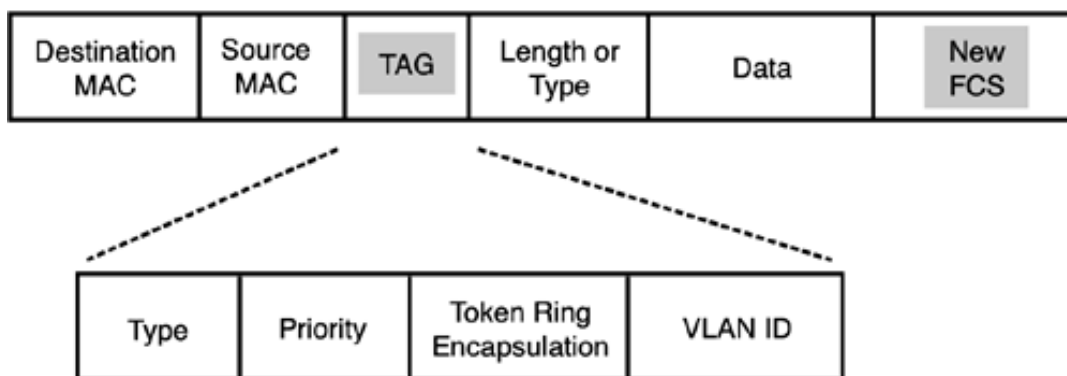 Destination MAC
Source MAC
TAG
Length or Type
Data
New FCS
Type
Priority
Token Ring Encapsulation
VLAN ID